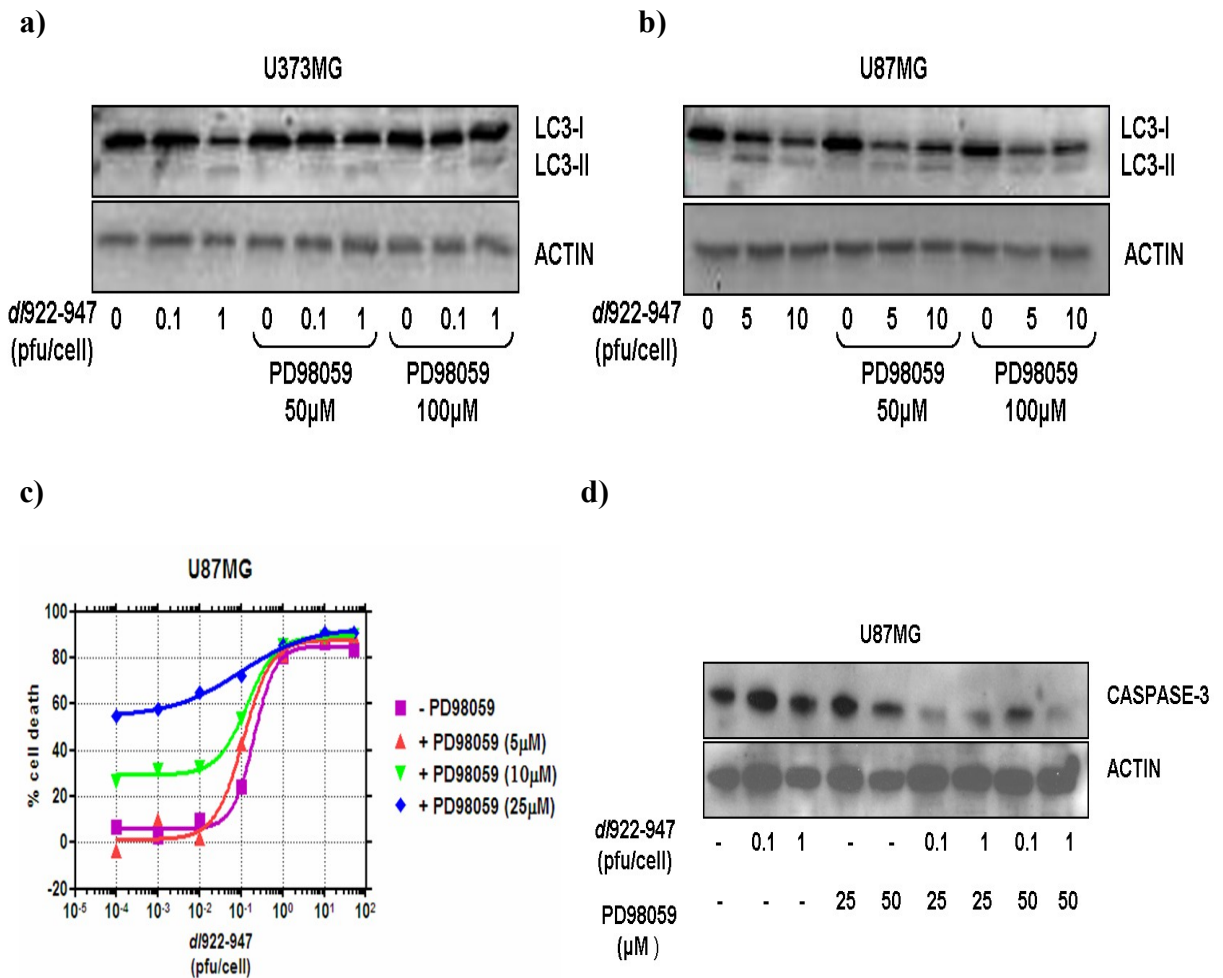 a)
U373MG
LC3-I
LC3-II
ACTIN
dl922-947
(pfu/cell)
0 0.1 1 0 0.1 1 0 0.1 1
PD98059
50µM
PD98059
100µM
b)
U87MG
LC3-I
LC3-II
ACTIN
dl922-947
(pfu/cell)
0 5 10 0 5 10 0 5 10
PD98059
50µM
PD98059
100µM
c)
U87MG
% cell death
100
80
60
40
20
0
-20
10-5 10-4 10-3 10-2 10-1 100 101 102
dl922-947
(pfu/cell)
- PD98059
+ PD98059 (5µM)
+ PD98059 (10µM)
+ PD98059 (25µM)
d)
U87MG
CASPASE-3
ACTIN
dl922-947
(pfu/cell)
- 0.1 1 - - 0.1 1 0.1 1
PD98059
(µM )
- - - 25 50 25 25 50 50